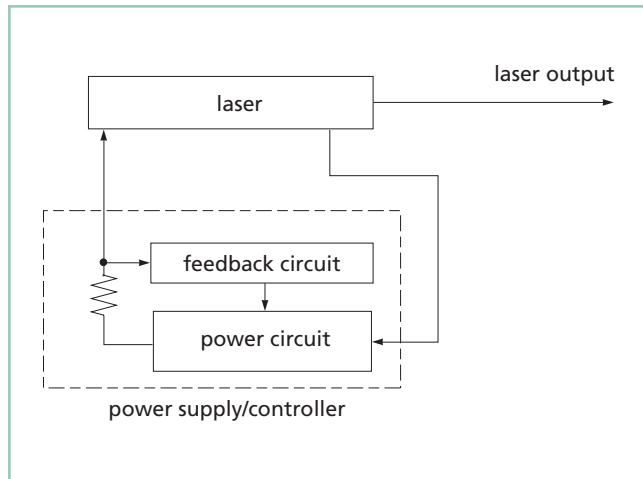 laser output
laser
feedback circuit
power circuit
power supply/controller